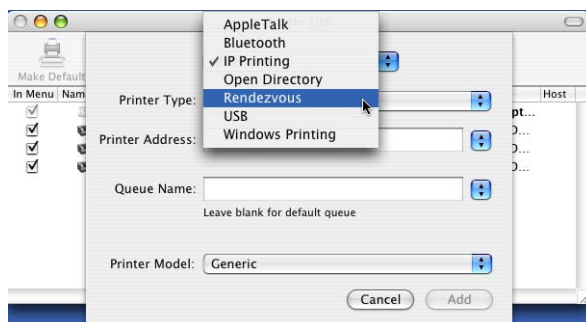 AppleTalk
Bluetooth
✓ IP Printing
Open Directory
Rendezvous
USB
Windows Printing
Make Default
In Menu Nam Host
Printer Type:
Printer Address:
Queue Name:
Leave blank for default queue
Printer Model: Generic
Cancel Add